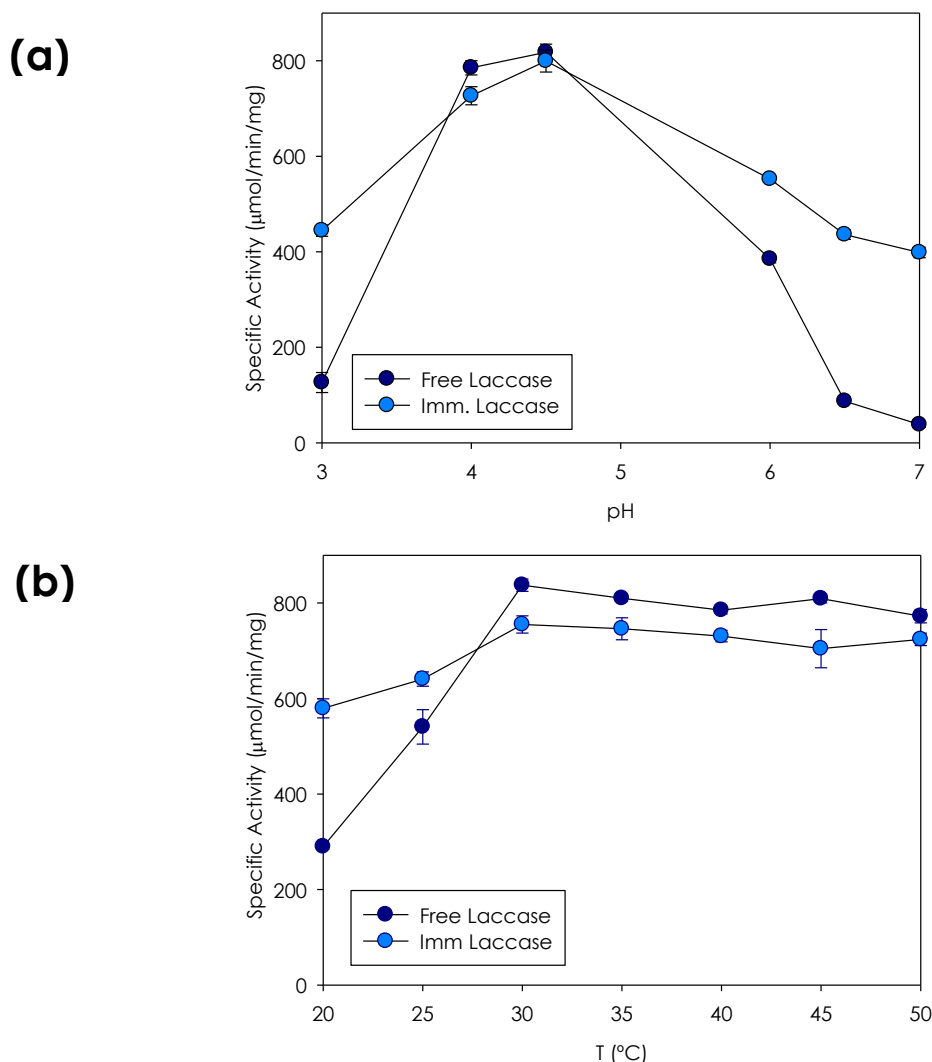 (a)
Specific Activity (μmol/min/mg)
800
600
400
200
0
Free Laccase
Imm. Laccase
3 4 5 6 7
pH
(b)
Specific Activity (μmol/min/mg)
800
600
400
200
0
Free Laccase
Imm Laccase
20 25 30 35 40 45 50
T (ºC)